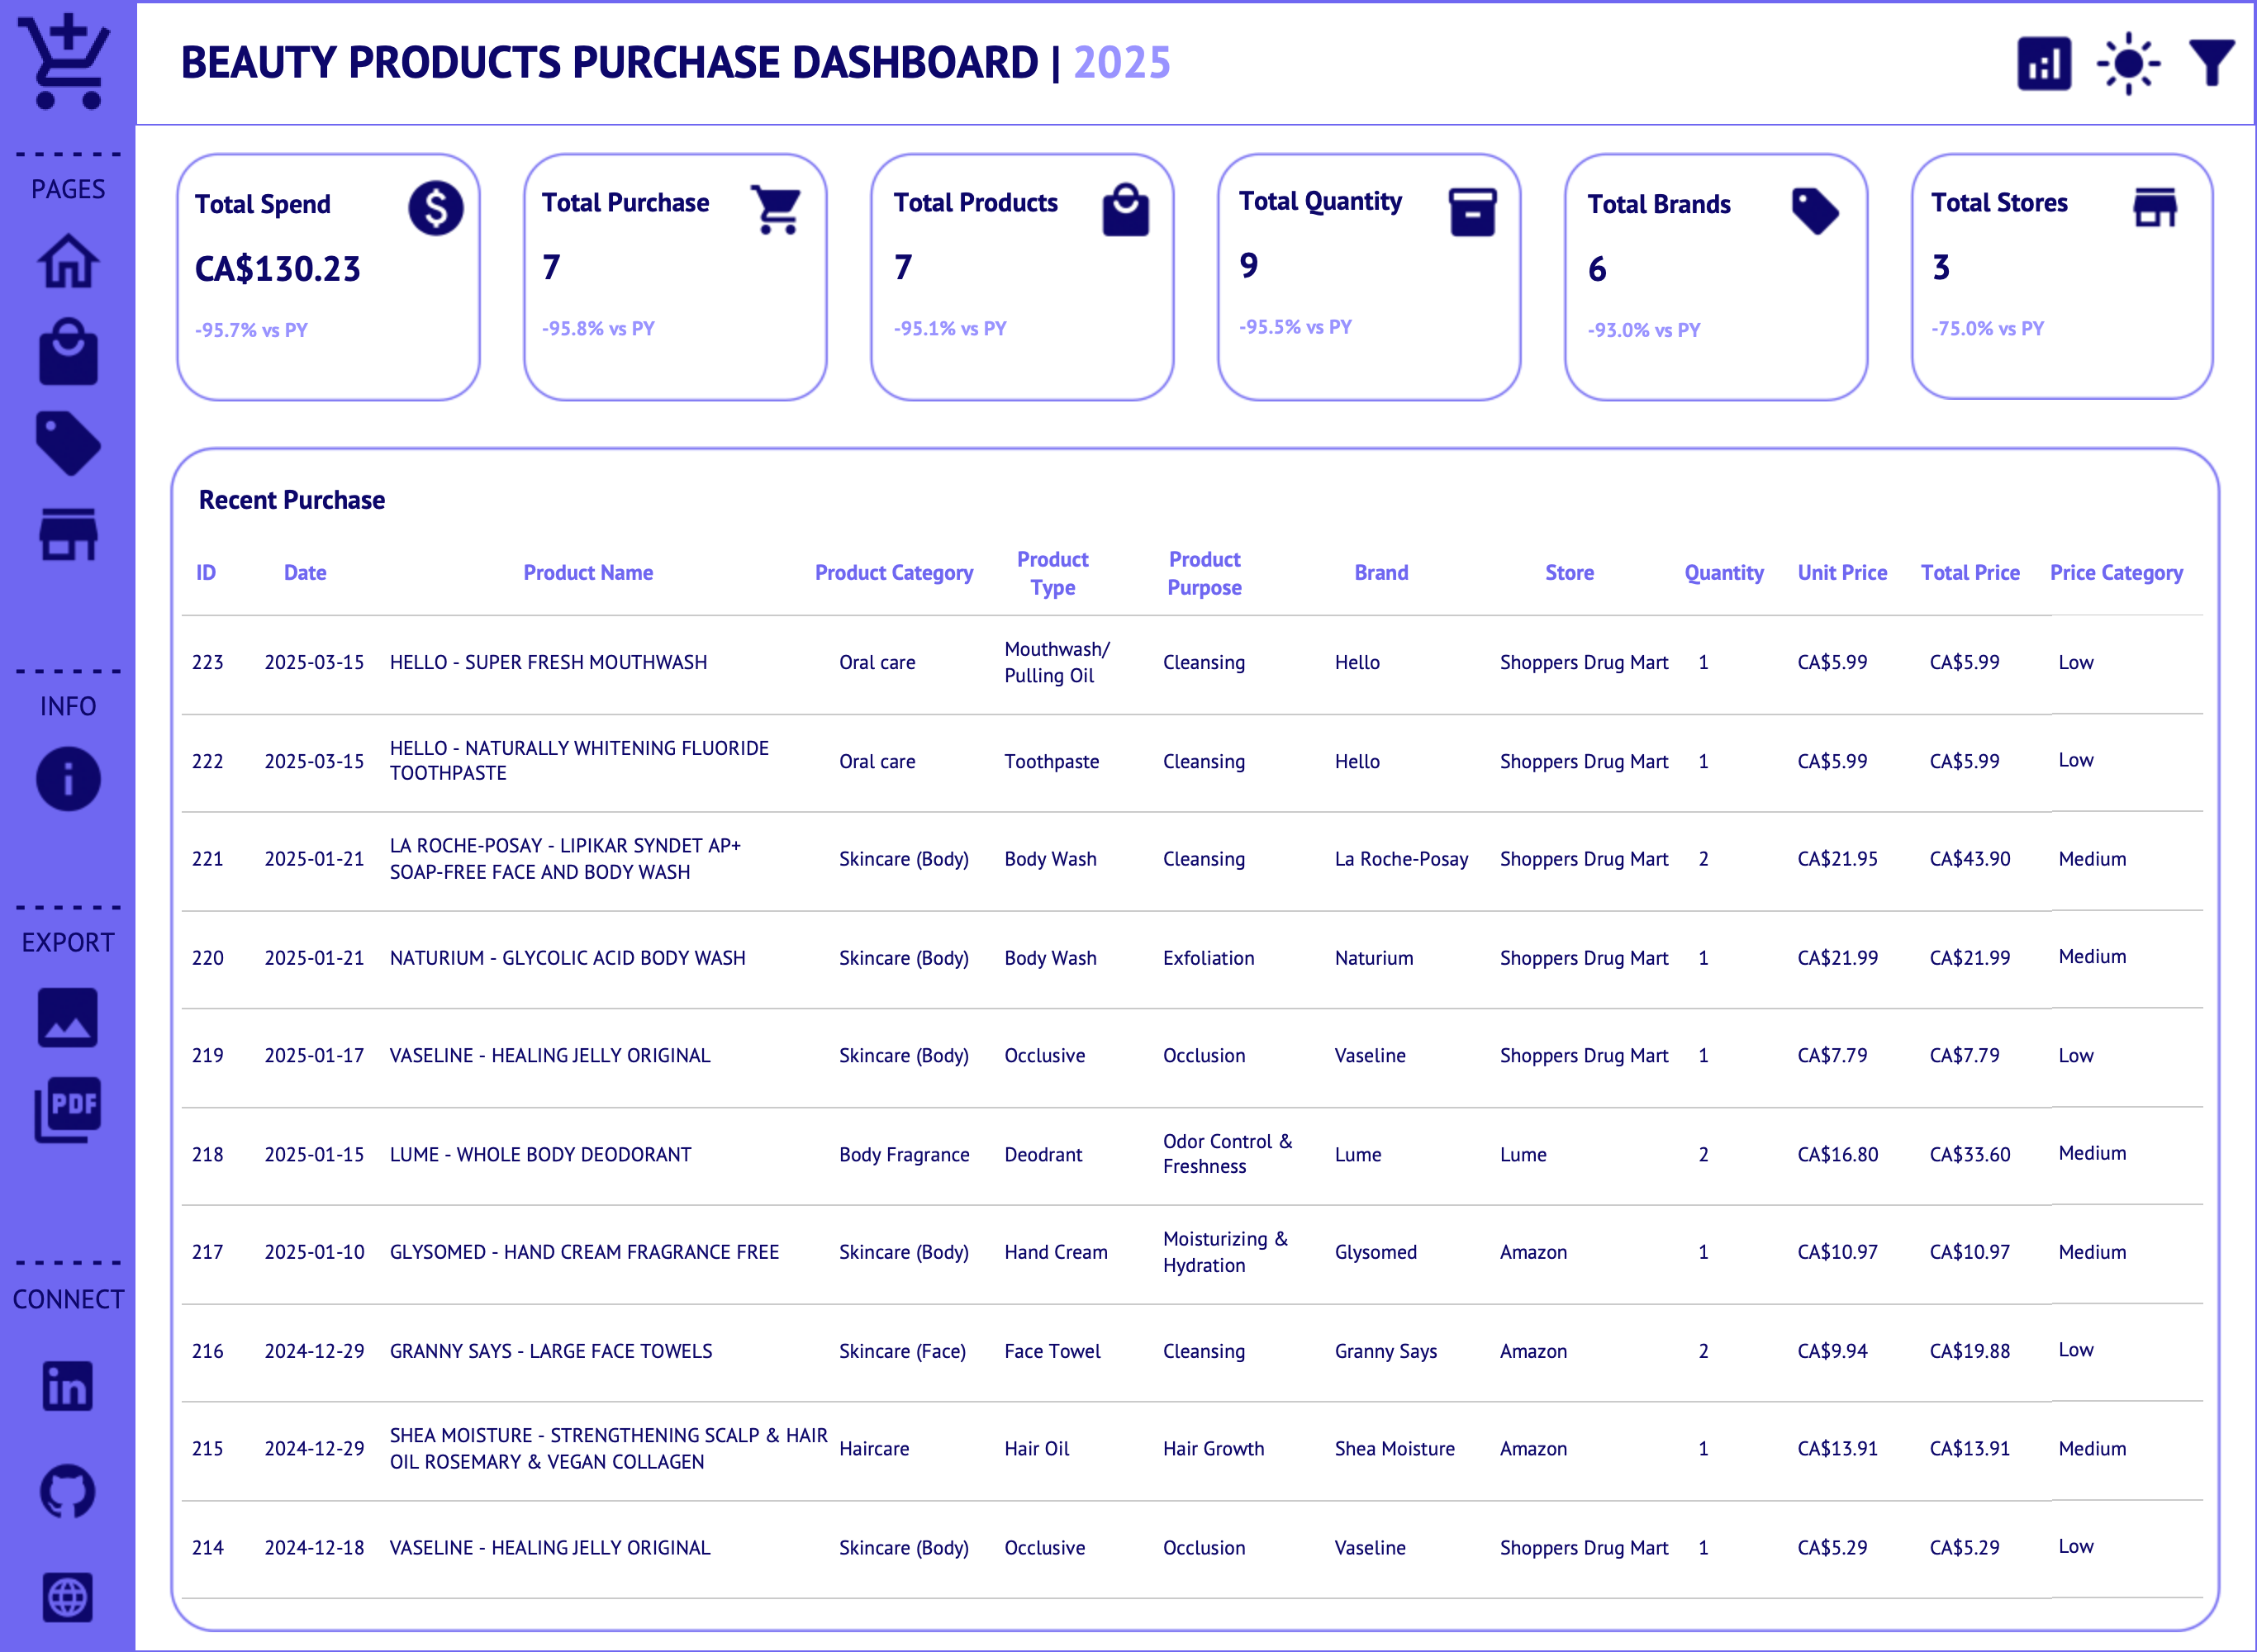 BEAUTY PRODUCTS PURCHASE DASHBOARD | 2025
PAGES
INFO
EXPORT
PDF
CONNECT
in
Total Spend
CA$130.23
-95.7% vs PY
Total Purchase
7
-95.8% vs PY
Total Products
7
-95.1% vs PY
Total Quantity
9
-95.5% vs PY
Total Brands
6
-93.0% vs PY
Total Stores
3
-75.0% vs PY
Recent Purchase
ID Date Product Name Product Category Product Type Product Purpose Brand Store Quantity Unit Price Total Price Price Category
223 2025-03-15 HELLO - SUPER FRESH MOUTHWASH Oral care Mouthwash/ Pulling Oil Cleansing Hello Shoppers Drug Mart 1 CA$5.99 CA$5.99 Low
222 2025-03-15 HELLO - NATURALLY WHITENING FLUORIDE TOOTHPASTE Oral care Toothpaste Cleansing Hello Shoppers Drug Mart 1 CA$5.99 CA$5.99 Low
221 2025-01-21 LA ROCHE-POSAY - LIPIKAR SYNDET AP+ SOAP-FREE FACE AND BODY WASH Skincare (Body) Body Wash Cleansing La Roche-Posay Shoppers Drug Mart 2 CA$21.95 CA$43.90 Medium
220 2025-01-21 NATURIUM - GLYCOLIC ACID BODY WASH Skincare (Body) Body Wash Exfoliation Naturium Shoppers Drug Mart 1 CA$21.99 CA$21.99 Medium
219 2025-01-17 VASELINE - HEALING JELLY ORIGINAL Skincare (Body) Occlusive Occlusion Vaseline Shoppers Drug Mart 1 CA$7.79 CA$7.79 Low
218 2025-01-15 LUME - WHOLE BODY DEODORANT Body Fragrance Deodrant Odor Control & Freshness Lume Lume 2 CA$16.80 CA$33.60 Medium
217 2025-01-10 GLYSOMED - HAND CREAM FRAGRANCE FREE Skincare (Body) Hand Cream Moisturizing & Hydration Glysomed Amazon 1 CA$10.97 CA$10.97 Medium
216 2024-12-29 GRANNY SAYS - LARGE FACE TOWELS Skincare (Face) Face Towel Cleansing Granny Says Amazon 2 CA$9.94 CA$19.88 Low
215 2024-12-29 SHEA MOISTURE - STRENGTHENING SCALP & HAIR OIL ROSEMARY & VEGAN COLLAGEN Haircare Hair Oil Hair Growth Shea Moisture Amazon 1 CA$13.91 CA$13.91 Medium
214 2024-12-18 VASELINE - HEALING JELLY ORIGINAL Skincare (Body) Occlusive Occlusion Vaseline Shoppers Drug Mart 1 CA$5.29 CA$5.29 Low